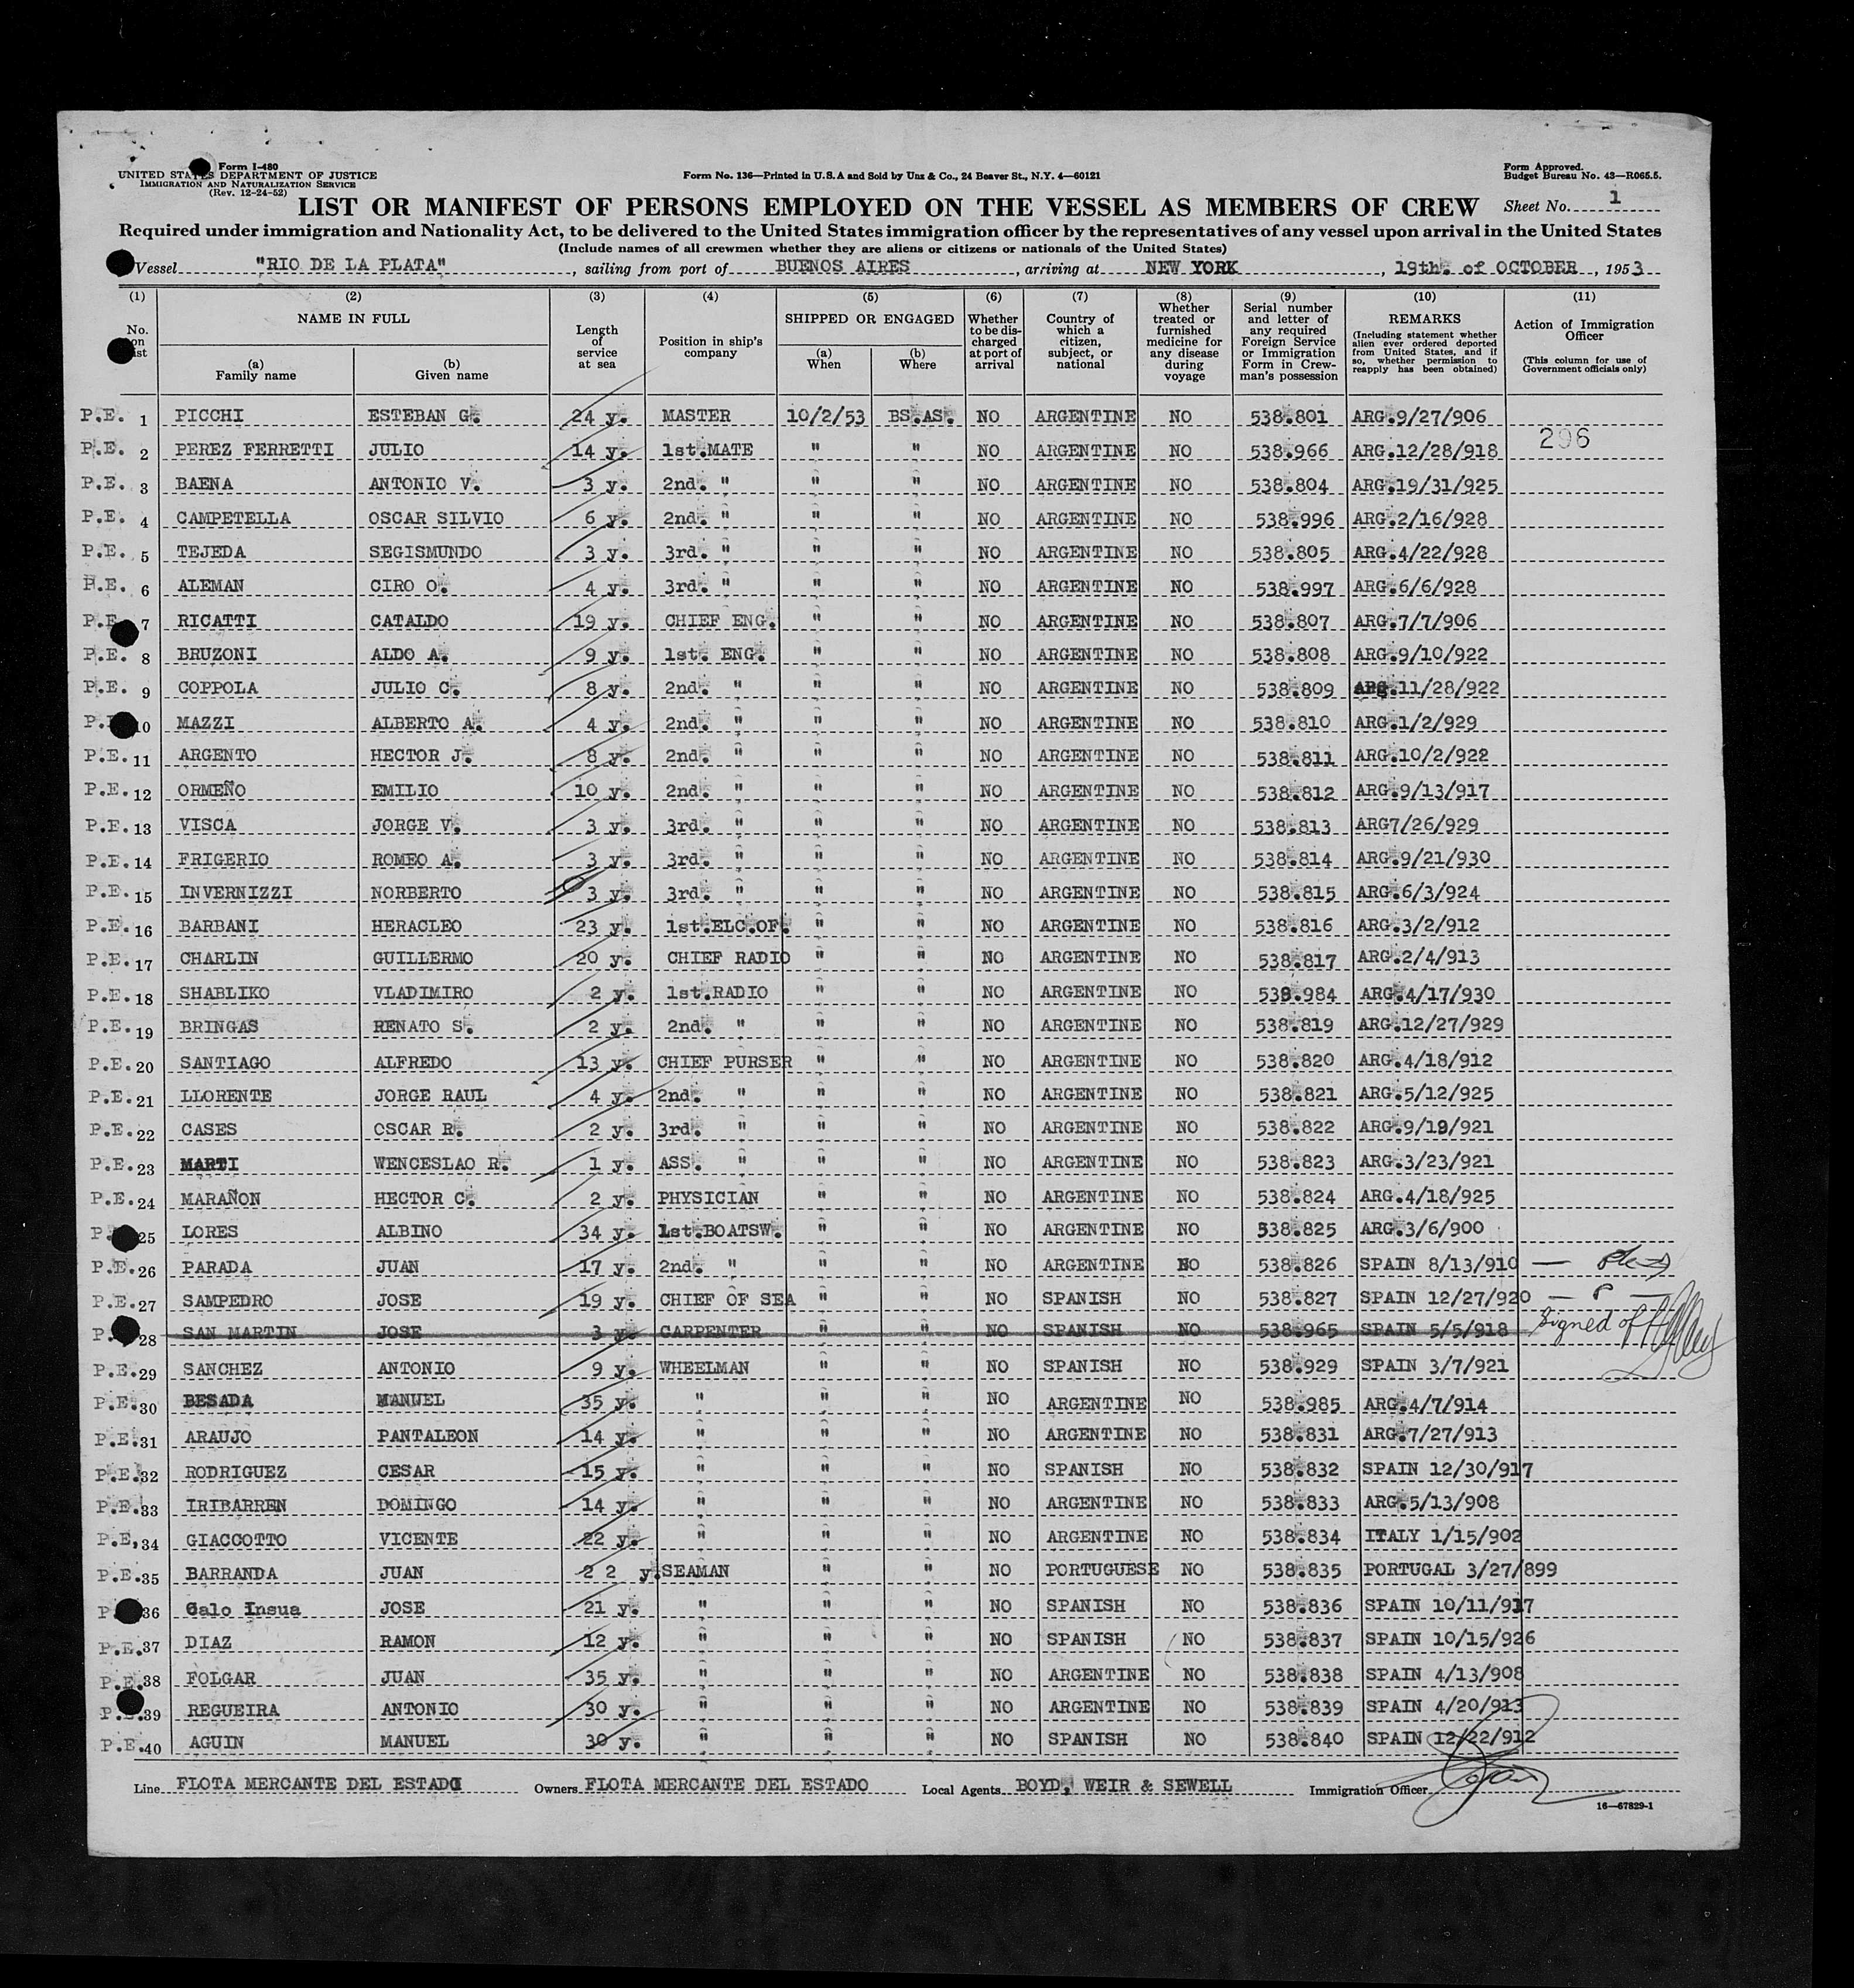 Form I-480
UNITED STATES DEPARTMENT OF JUSTICE
IMMIGRATION AND NATURALIZATION SERVICE
(Rev. 12-24-52)
Form No. 136—Printed in U.S.A and Sold by Unz & Co., 24 Beaver St., N.Y. 4—60121
Form Approved.
Budget Bureau No. 43—R065.5.
LIST OR MANIFEST OF PERSONS EMPLOYED ON THE VESSEL AS MEMBERS OF CREW
Sheet No. 1
Required under immigration and Nationality Act, to be delivered to the United States immigration officer by the representatives of any vessel upon arrival in the United States
(Include names of all crewmen whether they are aliens or citizens or nationals of the United States)
Vessel "RIO DE LA PLATA", sailing from port of BUENOS AIRES, arriving at NEW YORK, 19th. of OCTOBER, 1953
(1) (2) (3) (4) (5) (6) (7) (8) (9) (10) (11)
No. on List
NAME IN FULL
(a) Family name
(b) Given name
Length of service at sea
Position in ship's company
SHIPPED OR ENGAGED
(a) When
(b) Where
Whether to be discharged at port of arrival
Country of which a citizen, subject, or national
Whether treated or furnished medicine for any disease during voyage
Serial number and letter of any required Foreign Service or Immigration Form in Crewman's possession
REMARKS
(Including statement whether alien ever ordered deported from United States, and if so, whether permission to reapply has been obtained)
Action of Immigration Officer
(This column for use of Government officials only)
P.E. 1 PICCHI ESTEBAN G. 24 y. MASTER 10/2/53 BS.AS. NO ARGENTINE NO 538.801 ARG.9/27/906
P.E. 2 PEREZ FERRETTI JULIO 14 y. 1st.MATE " " NO ARGENTINE NO 538.966 ARG.12/28/918 296
P.E. 3 BAENA ANTONIO V. 3 y. 2nd. " " " NO ARGENTINE NO 538.804 ARG.19/31/925
P.E. 4 CAMPETELLA OSCAR SILVIO 6 y. 2nd. " " " NO ARGENTINE NO 538.996 ARG.2/16/928
P.E. 5 TEJEDA SEGISMUNDO 3 y. 3rd. " " " NO ARGENTINE NO 538.805 ARG.4/22/928
P.E. 6 ALEMAN CIRO O. 4 y. 3rd. " " " NO ARGENTINE NO 538.997 ARG.6/6/928
P.E. 7 RICATTI CATALDO 19 y. CHIEF ENG. " " NO ARGENTINE NO 538.807 ARG.7/7/906
P.E. 8 BRUZONI ALDO A. 9 y. 1st. ENG. " " NO ARGENTINE NO 538.808 ARG.9/10/922
P.E. 9 COPPOLA JULIO C. 8 y. 2nd. " " " NO ARGENTINE NO 538.809 ARG.11/28/922
P.E. 10 MAZZI ALBERTO A. 4 y. 2nd. " " " NO ARGENTINE NO 538.810 ARG.1/2/929
P.E. 11 ARGENTO HECTOR J. 8 y. 2nd. " " " NO ARGENTINE NO 538.811 ARG.10/2/922
P.E. 12 ORMEÑO EMILIO 10 y. 2nd. " " " NO ARGENTINE NO 538.812 ARG.9/13/917
P.E. 13 VISCA JORGE V. 3 y. 3rd. " " " NO ARGENTINE NO 538.813 ARG7/26/929
P.E. 14 FRIGERIO ROMEO A. 3 y. 3rd. " " " NO ARGENTINE NO 538.814 ARG.9/21/930
P.E. 15 INVERNIZZI NORBERTO 3 y. 3rd. " " " NO ARGENTINE NO 538.815 ARG.6/3/924
P.E. 16 BARBANI HERACLEO 23 y. 1st.ELC.OF. " " NO ARGENTINE NO 538.816 ARG.3/2/912
P.E. 17 CHARLIN GUILLERMO 20 y. CHIEF RADIO " " NO ARGENTINE NO 538.817 ARG.2/4/913
P.E. 18 SHABLIKO VLADIMIRO 2 y. 1st.RADIO " " NO ARGENTINE NO 538.984 ARG.4/17/930
P.E. 19 BRINGAS RENATO S. 2 y. 2nd. " " " NO ARGENTINE NO 538.819 ARG.12/27/929
P.E. 20 SANTIAGO ALFREDO 13 y. CHIEF PURSER " " NO ARGENTINE NO 538.820 ARG.4/18/912
P.E. 21 LLORENTE JORGE RAUL 4 y. 2nd. " " " NO ARGENTINE NO 538.821 ARG.5/12/925
P.E. 22 CASES OSCAR R. 2 y. 3rd. " " " NO ARGENTINE NO 538.822 ARG.9/19/921
P.E. 23 MARTI WENCESLAO R. 1 y. ASS. " " " NO ARGENTINE NO 538.823 ARG.3/23/921
P.E. 24 MARAÑON HECTOR C. 2 y. PHYSICIAN " " NO ARGENTINE NO 538.824 ARG.4/18/925
P. 25 LORES ALBINO 34 y. 1st.BOATSW. " " NO ARGENTINE NO 538.825 ARG.3/6/900
P.E. 26 PARADA JUAN 17 y. 2nd. " " " NO ARGENTINE NO 538.826 SPAIN 8/13/910
P.E. 27 SAMPEDRO JOSE 19 y. CHIEF OF SEA " " NO SPANISH NO 538.827 SPAIN 12/27/920
P. 28 SAN MARTIN JOSE 3 y. CARPENTER " " NO SPANISH NO 538.965 SPAIN 5/5/918 Signed off
P.E. 29 SANCHEZ ANTONIO 9 y. WHEELMAN " " NO SPANISH NO 538.929 SPAIN 3/7/921
P.E. 30 BESADA MANUEL 35 y. " " " NO ARGENTINE NO 538.985 ARG.4/7/914
P.E. 31 ARAUJO PANTALEON 14 y. " " " NO ARGENTINE NO 538.831 ARG.7/27/913
P.E. 32 RODRIGUEZ CESAR 15 y. " " " NO SPANISH NO 538.832 SPAIN 12/30/917
P.E. 33 IRIBARREN DOMINGO 14 y. " " " NO ARGENTINE NO 538.833 ARG.5/13/908
P.E, 34 GIACCOTTO VICENTE 22 y. " " " NO ARGENTINE NO 538.834 ITALY 1/15/902
P.E. 35 BARRANDA JUAN 2 2 y. SEAMAN " " NO PORTUGUESE NO 538.835 PORTUGAL 3/27/899
P. 36 Galo Insua JOSE 21 y. " " " NO SPANISH NO 538.836 SPAIN 10/11/917
P.E. 37 DIAZ RAMON 12 y. " " " NO SPANISH NO 538.837 SPAIN 10/15/926
P.E. 38 FOLGAR JUAN 35 y. " " " NO ARGENTINE NO 538.838 SPAIN 4/13/908
P.E. 39 REGUEIRA ANTONIO 30 y. " " " NO ARGENTINE NO 538.839 SPAIN 4/20/913
P.E. 40 AGUIN MANUEL 30 y. " " " NO SPANISH NO 538.840 SPAIN 12/22/912
Line FLOTA MERCANTE DEL ESTADO Owners FLOTA MERCANTE DEL ESTADO Local Agents BOYD, WEIR & SEWELL Immigration Officer
16—67829-1